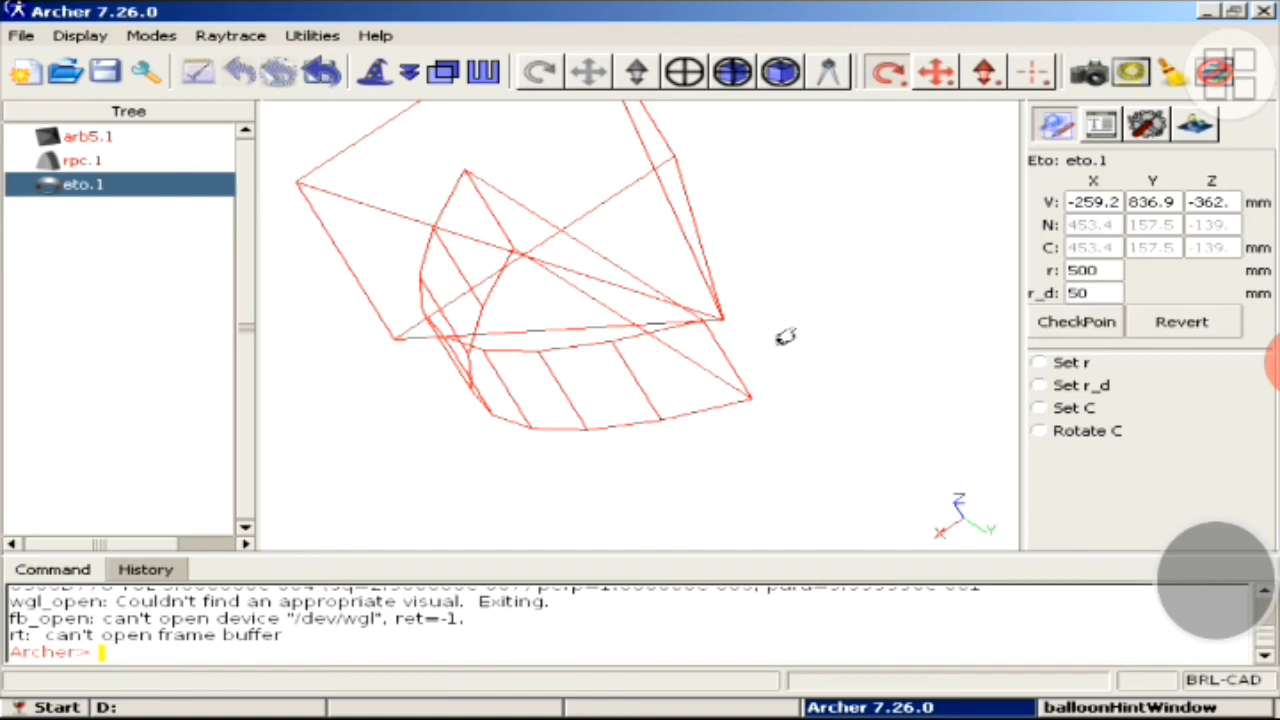 Archer 7.26.0
File Display Modes Raytrace Utilities Help
Tree
arb5.1
rpc.1
eto.1
Eto: eto.1
X Y Z
V: -259.2 836.9 -362. mm
N: 453.4 157.5 -139.
C: 453.4 157.5 -139. mm
r: 500 mm
r_d: 50 mm
CheckPoin Revert
Set r
Set r_d
Set C
Rotate C
Z
X Y
Command History
wgl_open: Couldn't find an appropriate visual. Exiting.
fb_open: can't open device "/dev/wgl", ret=-1.
rt: can't open frame buffer
Archer>
BRL-CAD
Start D: Archer 7.26.0 balloonHintWindow